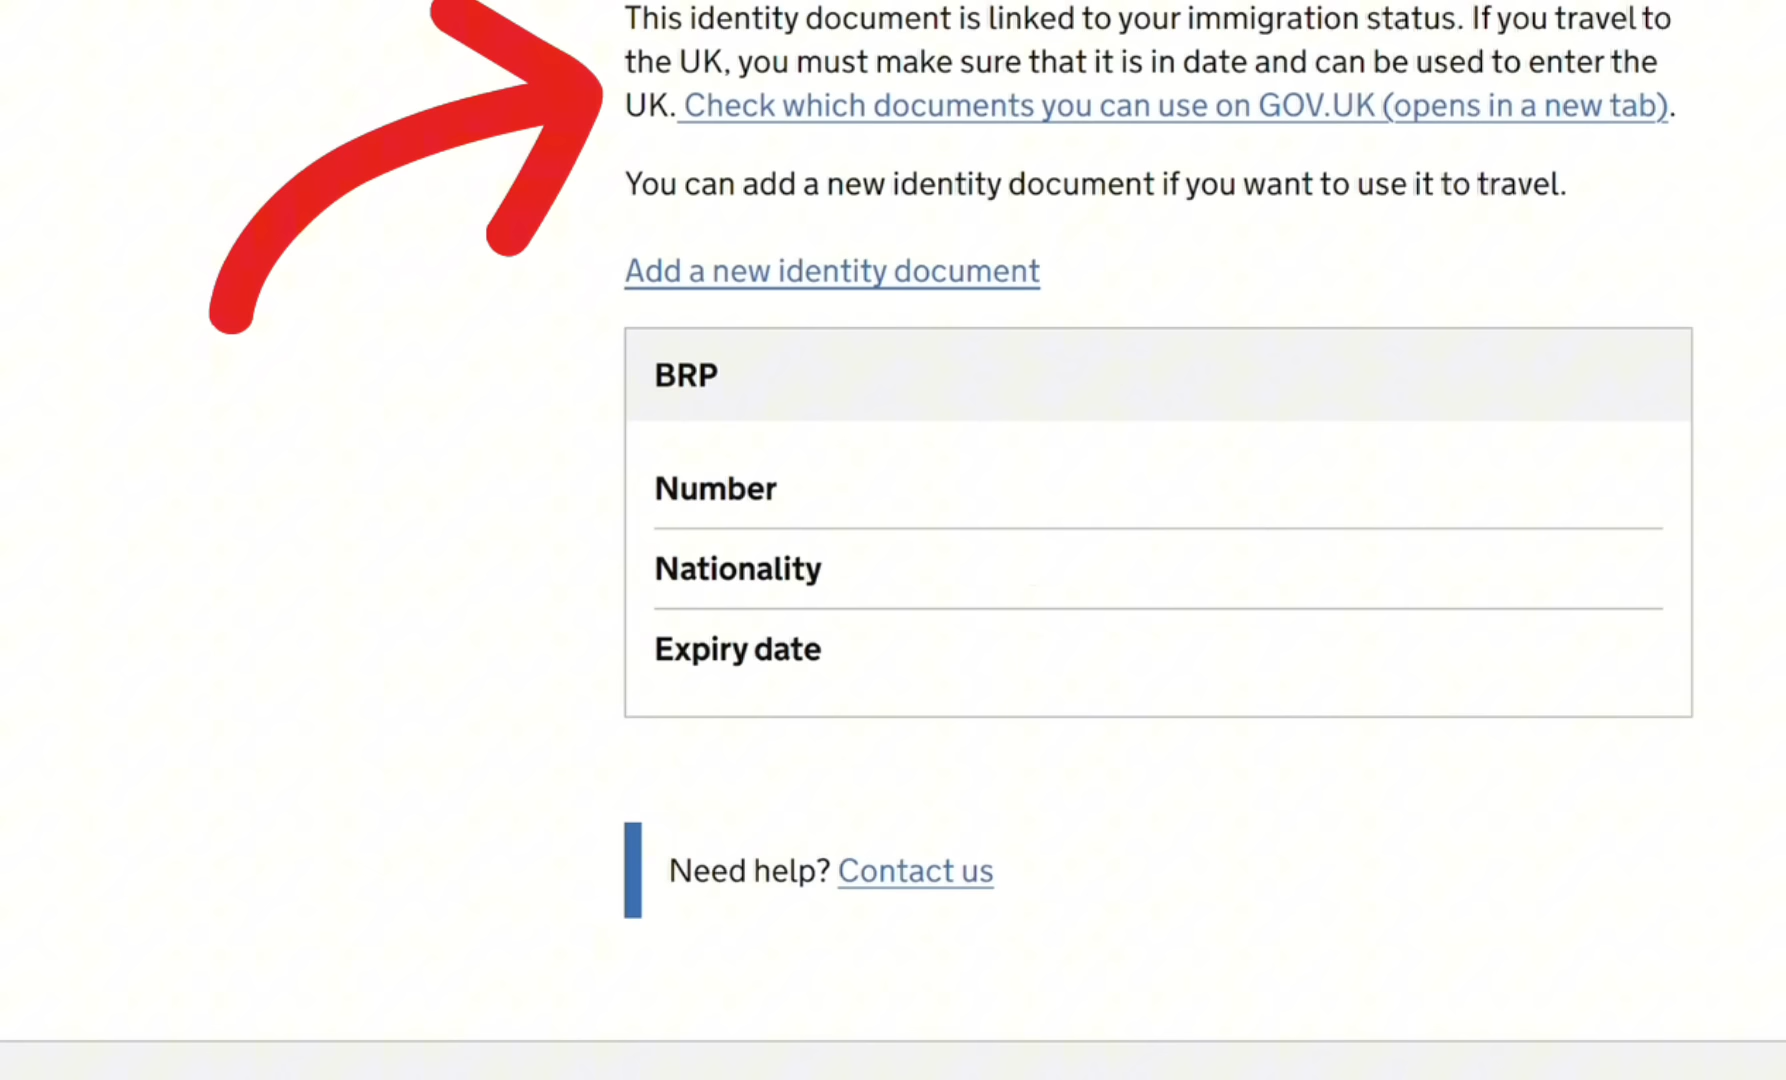 This identity document is linked to your immigration status. If you travel to
the UK, you must make sure that it is in date and can be used to enter the
UK. Check which documents you can use on GOV.UK (opens in a new tab).
You can add a new identity document if you want to use it to travel.
Add a new identity document
BRP
Number
Nationality
Expiry date
Need help? Contact us